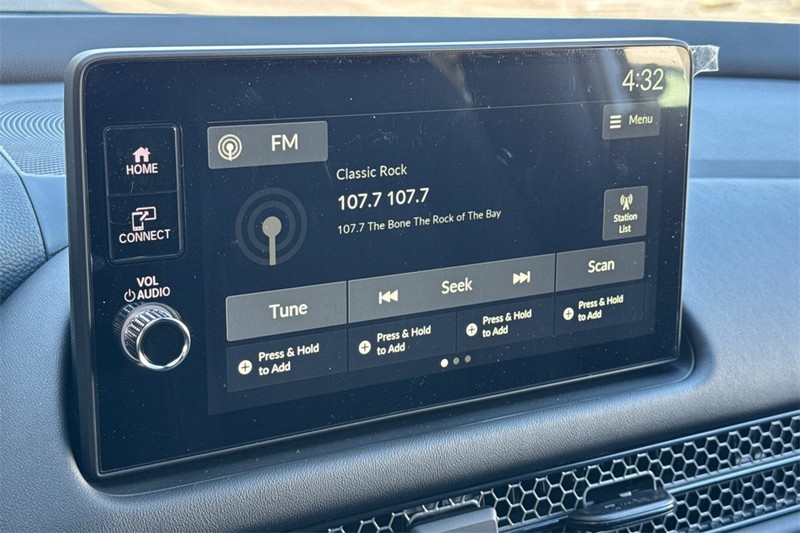 4:32
HOME
CONNECT
VOL
AUDIO
FM
Menu
Classic Rock
107.7 107.7
107.7 The Bone The Rock of The Bay
Station
List
Tune
Seek
Scan
Press & Hold
to Add
Press & Hold
to Add
Press & Hold
to Add
Press & Hold
to Add